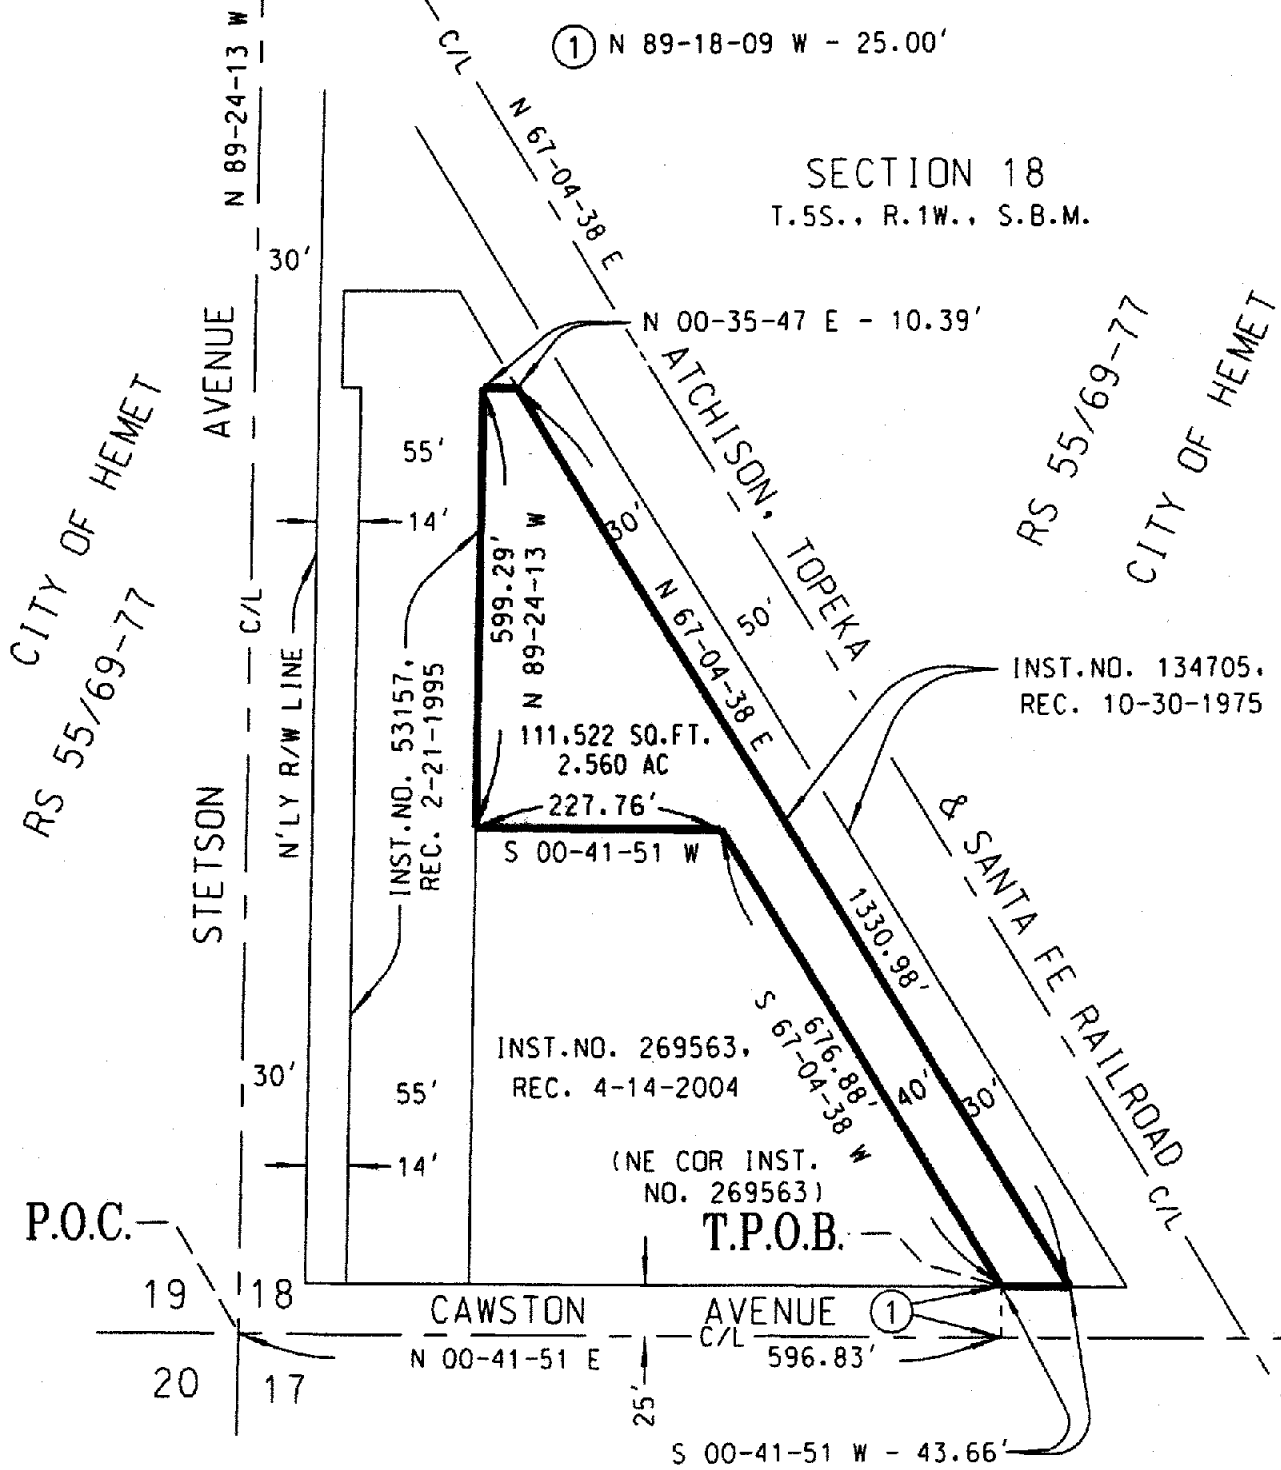 ① N 89-18-09 W - 25.00'
N 89-24-13 W
C/L
N 67-04-38 E
SECTION 18
T.5S., R.1W., S.B.M.
30'
N 00-35-47 E - 10.39'
AVENUE
CITY OF HEMET
RS 55/69-77
ATCHISON, TOPEKA
RS 55/69-77
CITY OF HEMET
55'
14'
30'
599.29'
N 89-24-13 W
N 67-04-38 E
50'
C/L
N'LY R/W LINE
INST.NO. 53157,
REC. 2-21-1995
INST.NO. 134705,
REC. 10-30-1975
111,522 SQ.FT.
2.560 AC
227.76'
S 00-41-51 W
STETSON
& SANTA FE RAILROAD
C/L
1330.98'
676.88'
S 67-04-38 W
40'
30'
INST.NO. 269563,
REC. 4-14-2004
30'
55'
14'
(NE COR INST.
NO. 269563)
P.O.C.
T.P.O.B.
19
18
CAWSTON
AVENUE
①
C/L
N 00-41-51 E
596.83'
20
17
25'
S 00-41-51 W - 43.66'